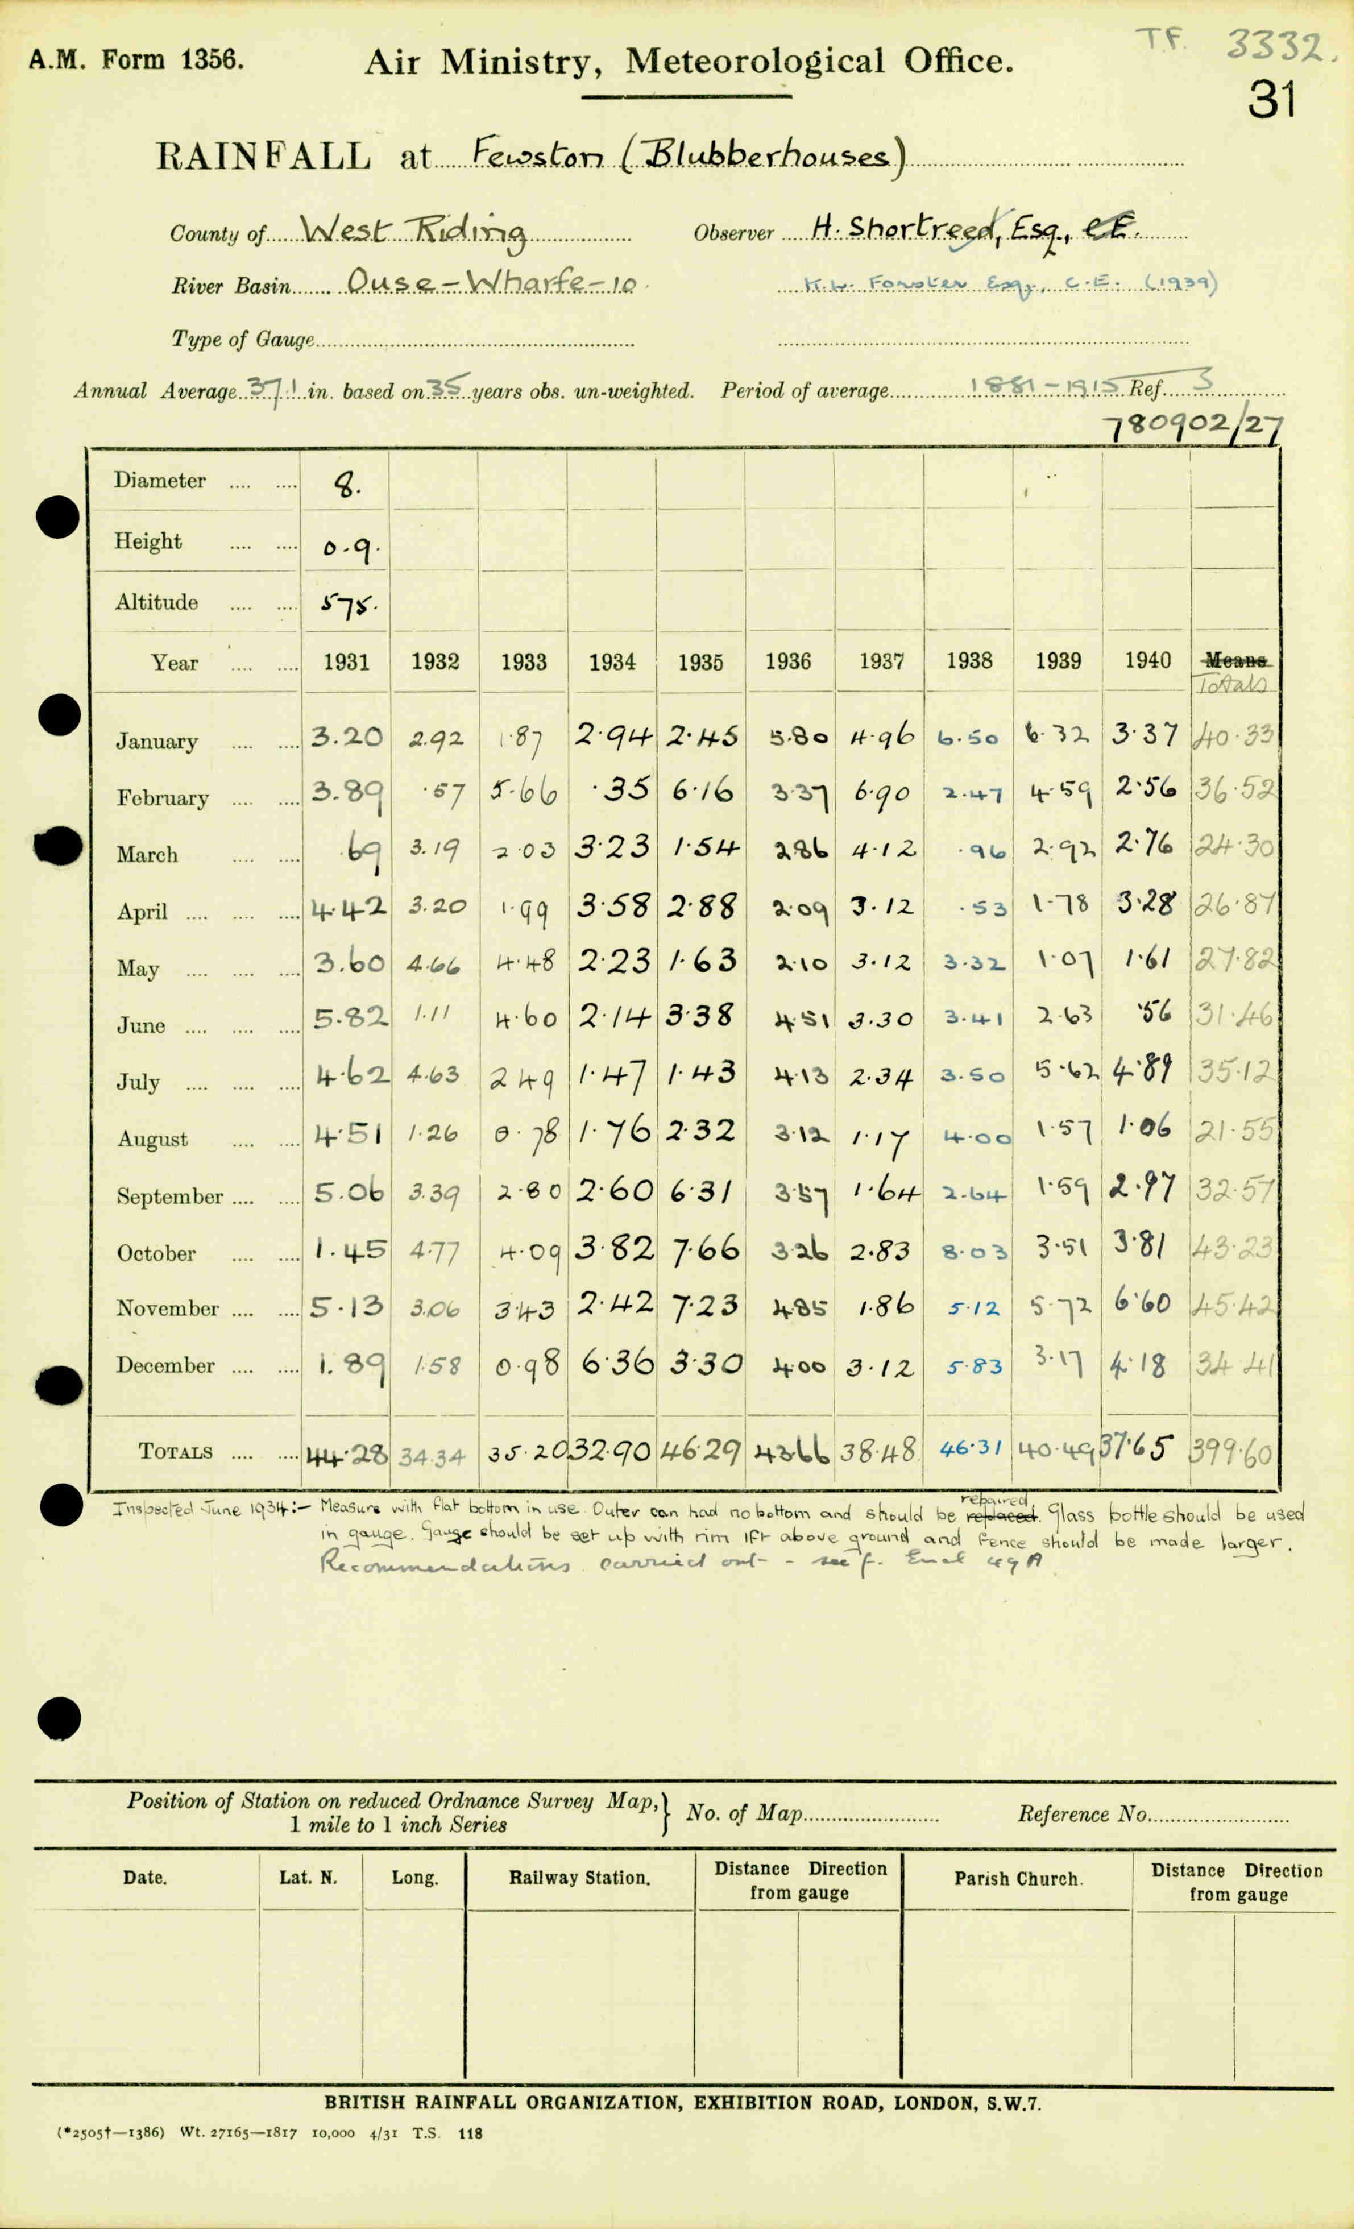 T.F. 3332.
A.M. Form 1356. Air Ministry, Meteorological Office.
31
RAINFALL at Fewston (Blubberhouses)
County of West Riding Observer H. Shortreed, Esq., C.E.
River Basin Ouse-Wharfe-10. K.W. Forster Esq., C.E. (1939)
Type of Gauge
Annual Average 37.1 in. based on 35 years obs. un-weighted. Period of average 1881-1915 Ref. 3
780902/27
Diameter .... .... 8.
Height .... .... 0.9.
Altitude .... .... 575.
Year .... .... 1931 1932 1933 1934 1935 1936 1937 1938 1939 1940 Means
Totals
January .... .... 3.20 2.92 1.87 2.94 2.45 5.80 4.96 6.50 6.32 3.37 40.33
February .... .... 3.89 .57 5.66 .35 6.16 3.37 6.90 2.47 4.59 2.56 36.52
March .... .... .69 3.19 2.03 3.23 1.54 2.86 4.12 .96 2.92 2.76 24.30
April .... .... .... 4.42 3.20 1.99 3.58 2.88 2.09 3.12 .53 1.78 3.28 26.87
May .... .... .... 3.60 4.66 4.48 2.23 1.63 2.10 3.12 3.32 1.07 1.61 27.82
June .... .... .... 5.82 1.11 4.60 2.14 3.38 4.51 3.30 3.41 2.63 .56 31.46
July .... .... .... 4.62 4.63 2.49 1.47 1.43 4.13 2.34 3.50 5.62 4.89 35.12
August .... .... 4.51 1.26 0.78 1.76 2.32 3.12 1.17 4.00 1.57 1.06 21.55
September .... .... 5.06 3.39 2.80 2.60 6.31 3.57 1.64 2.64 1.59 2.97 32.57
October .... .... 1.45 4.77 4.09 3.82 7.66 3.26 2.83 8.03 3.51 3.81 43.23
November .... .... 5.13 3.06 3.43 2.42 7.23 4.85 1.86 5.12 5.72 6.60 45.42
December .... .... 1.89 1.58 0.98 6.36 3.30 4.00 3.12 5.83 3.17 4.18 34.41
TOTALS .... .... 44.28 34.34 35.20 32.90 46.29 43.66 38.48 46.31 40.49 37.65 399.60
Inspected June 1934:- Measure with flat bottom in use. Outer can had no bottom and should be replaced. repaired. Glass bottle should be used
in gauge. Gauge should be set up with rim 1ft above ground and fence should be made larger.
Recommendations carried out - see f. Encl 49A
Position of Station on reduced Ordnance Survey Map,
1 mile to 1 inch Series } No. of Map Reference No.
Date. Lat. N. Long. Railway Station. Distance Direction from gauge Parish Church. Distance Direction from gauge
BRITISH RAINFALL ORGANIZATION, EXHIBITION ROAD, LONDON, S.W.7.
(*2505†—1386) Wt. 27165—1817 10,000 4/31 T.S. 118